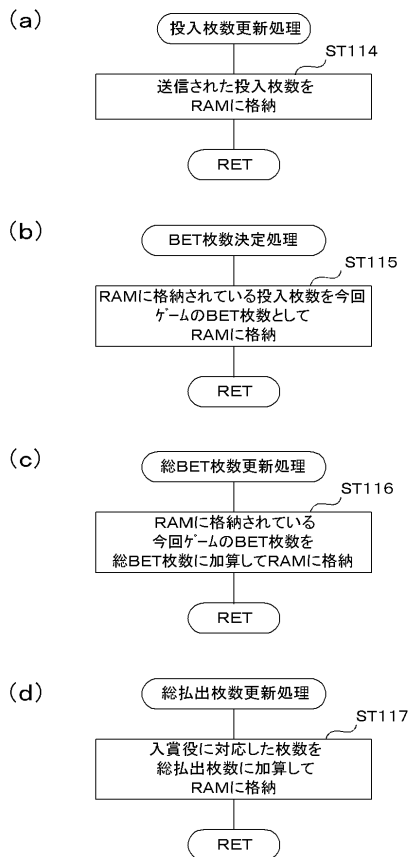 (a)
投入枚数更新処理
ST114
送信された投入枚数を
RAMに格納
RET
(b)
BET枚数決定処理
ST115
RAMに格納されている投入枚数を今回
ｹﾞｰﾑのBET枚数として
RAMに格納
RET
(c)
総BET枚数更新処理
ST116
RAMに格納されている
今回ｹﾞｰﾑのBET枚数を
総BET枚数に加算してRAMに格納
RET
(d)
総払出枚数更新処理
ST117
入賞役に対応した枚数を
総払出枚数に加算して
RAMに格納
RET